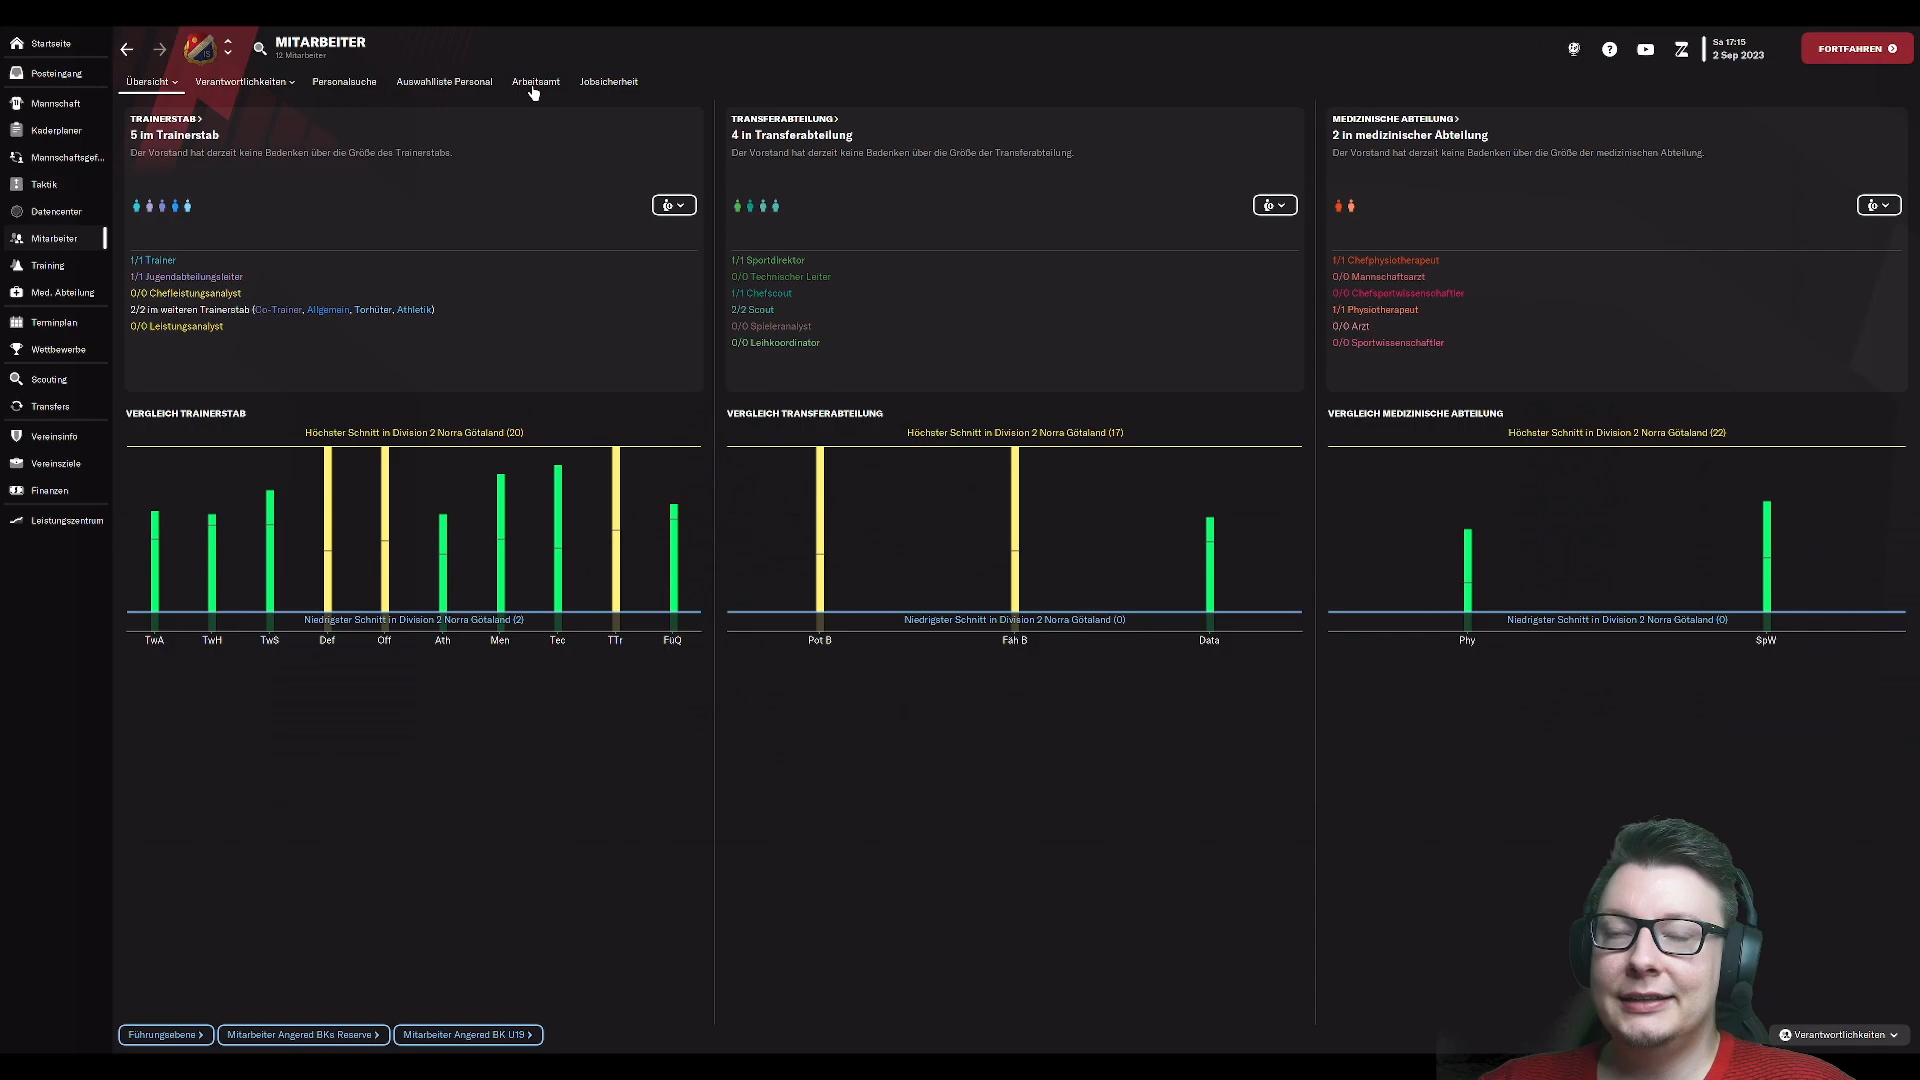 Startseite
Posteingang
Mannschaft
Kaderplaner
Mannschaftsgef...
Taktik
Datencenter
Mitarbeiter
Training
Med. Abteilung
Terminplan
Wettbewerbe
Scouting
Transfers
Vereinsinfo
Vereinsziele
Finanzen
Leistungszentrum
MITARBEITER
12 Mitarbeiter
Sa 17:15
2 Sep 2023
FORTFAHREN
Übersicht
Verantwortlichkeiten
Personalsuche
Auswahlliste Personal
Arbeitsamt
Jobsicherheit
TRAINERSTAB
5 im Trainerstab
Der Vorstand hat derzeit keine Bedenken über die Größe des Trainerstabs.
1/1 Trainer
1/1 Jugendabteilungsleiter
0/0 Chefleistungsanalyst
2/2 im weiteren Trainerstab (Co-Trainer, Allgemein, Torhüter, Athletik)
0/0 Leistungsanalyst
TRANSFERABTEILUNG
4 in Transferabteilung
Der Vorstand hat derzeit keine Bedenken über die Größe der Transferabteilung.
1/1 Sportdirektor
0/0 Technischer Leiter
1/1 Chefscout
2/2 Scout
0/0 Spieleranalyst
0/0 Leihkoordinator
MEDIZINISCHE ABTEILUNG
2 in medizinischer Abteilung
Der Vorstand hat derzeit keine Bedenken über die Größe der medizinischen Abteilung.
1/1 Chefphysiotherapeut
0/0 Mannschaftsarzt
0/0 Chefsportwissenschaftler
1/1 Physiotherapeut
0/0 Arzt
0/0 Sportwissenschaftler
VERGLEICH TRAINERSTAB
Höchster Schnitt in Division 2 Norra Götaland (20)
Niedrigster Schnitt in Division 2 Norra Götaland (2)
TwA TwH TwS Def Off Ath Men Tec TTr FüQ
VERGLEICH TRANSFERABTEILUNG
Höchster Schnitt in Division 2 Norra Götaland (17)
Niedrigster Schnitt in Division 2 Norra Götaland (0)
Pot B Fäh B Data
VERGLEICH MEDIZINISCHE ABTEILUNG
Höchster Schnitt in Division 2 Norra Götaland (22)
Niedrigster Schnitt in Division 2 Norra Götaland (0)
Phy SpW
Führungsebene
Mitarbeiter Angered BKs Reserve
Mitarbeiter Angered BK U19
Verantwortlichkeiten